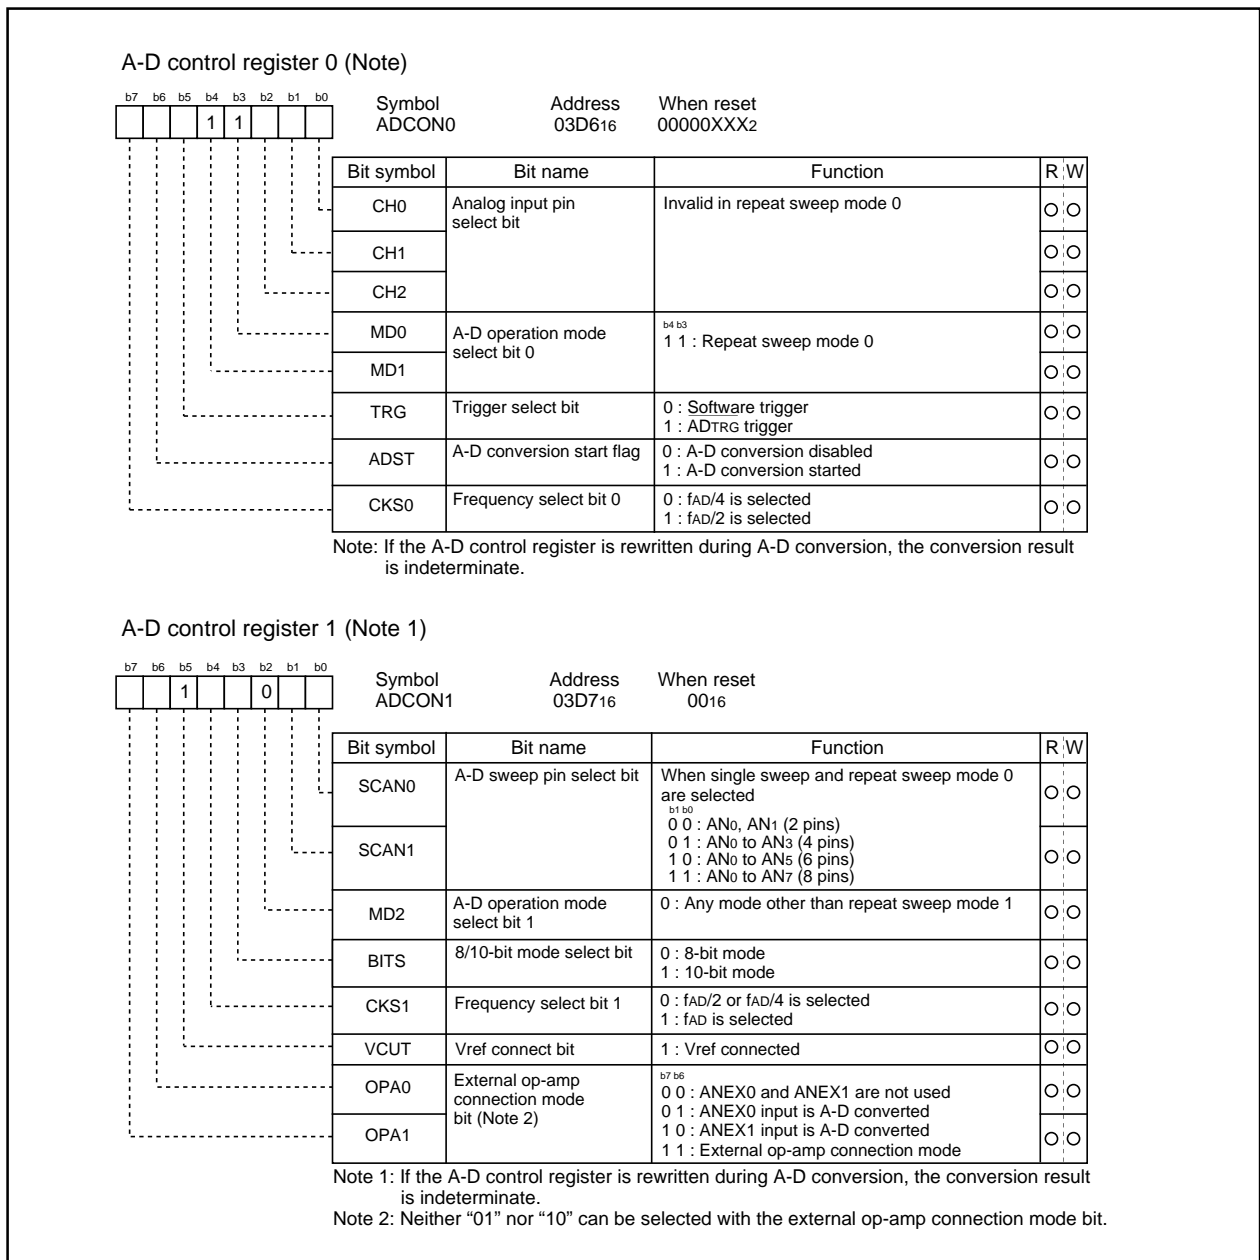 A-D control register 0 (Note)
b7 b6 b5 b4 b3 b2 b1 b0
1 1
Symbol Address When reset
ADCON0 03D616 00000XXX2
Bit symbol Bit name Function R W
CH0 Analog input pin select bit Invalid in repeat sweep mode 0
CH1
CH2
MD0 A-D operation mode select bit 0 b4 b3
1 1 : Repeat sweep mode 0
MD1
TRG Trigger select bit 0 : Software trigger
1 : ADTRG trigger
ADST A-D conversion start flag 0 : A-D conversion disabled
1 : A-D conversion started
CKS0 Frequency select bit 0 0 : fAD/4 is selected
1 : fAD/2 is selected
Note: If the A-D control register is rewritten during A-D conversion, the conversion result
is indeterminate.
A-D control register 1 (Note 1)
b7 b6 b5 b4 b3 b2 b1 b0
1 0
Symbol Address When reset
ADCON1 03D716 0016
Bit symbol Bit name Function R W
SCAN0 A-D sweep pin select bit When single sweep and repeat sweep mode 0
are selected
b1 b0
0 0 : AN0, AN1 (2 pins)
0 1 : AN0 to AN3 (4 pins)
SCAN1 1 0 : AN0 to AN5 (6 pins)
1 1 : AN0 to AN7 (8 pins)
MD2 A-D operation mode select bit 1 0 : Any mode other than repeat sweep mode 1
BITS 8/10-bit mode select bit 0 : 8-bit mode
1 : 10-bit mode
CKS1 Frequency select bit 1 0 : fAD/2 or fAD/4 is selected
1 : fAD is selected
VCUT Vref connect bit 1 : Vref connected
OPA0 External op-amp connection mode bit (Note 2) b7 b6
0 0 : ANEX0 and ANEX1 are not used
0 1 : ANEX0 input is A-D converted
OPA1 1 0 : ANEX1 input is A-D converted
1 1 : External op-amp connection mode
Note 1: If the A-D control register is rewritten during A-D conversion, the conversion result
is indeterminate.
Note 2: Neither “01” nor “10” can be selected with the external op-amp connection mode bit.